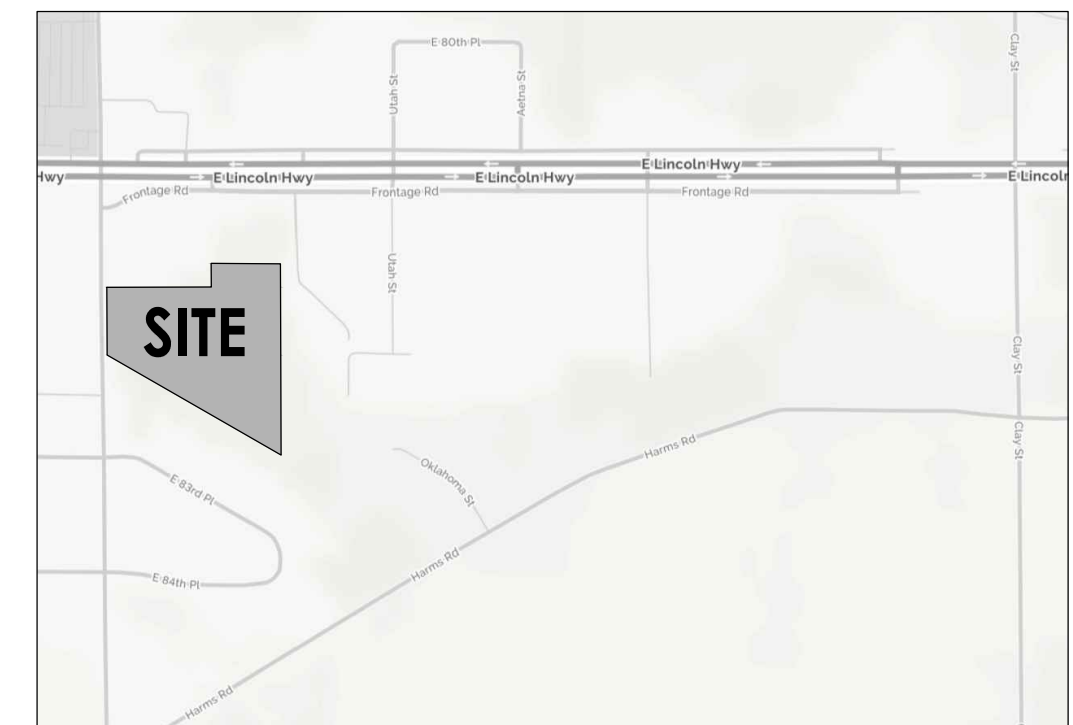 E 80th Pl
Clay St
Utah St
Aetna St
E Lincoln Hwy
Hwy
E Lincoln Hwy
E Lincoln Hwy
E Lincoln
Frontage Rd
Frontage Rd
Frontage Rd
Utah St
SITE
Clay St
Clay St
Harms Rd
Oklahoma St
E 83rd Pl
Harms Rd
E 84th Pl
Harms Rd